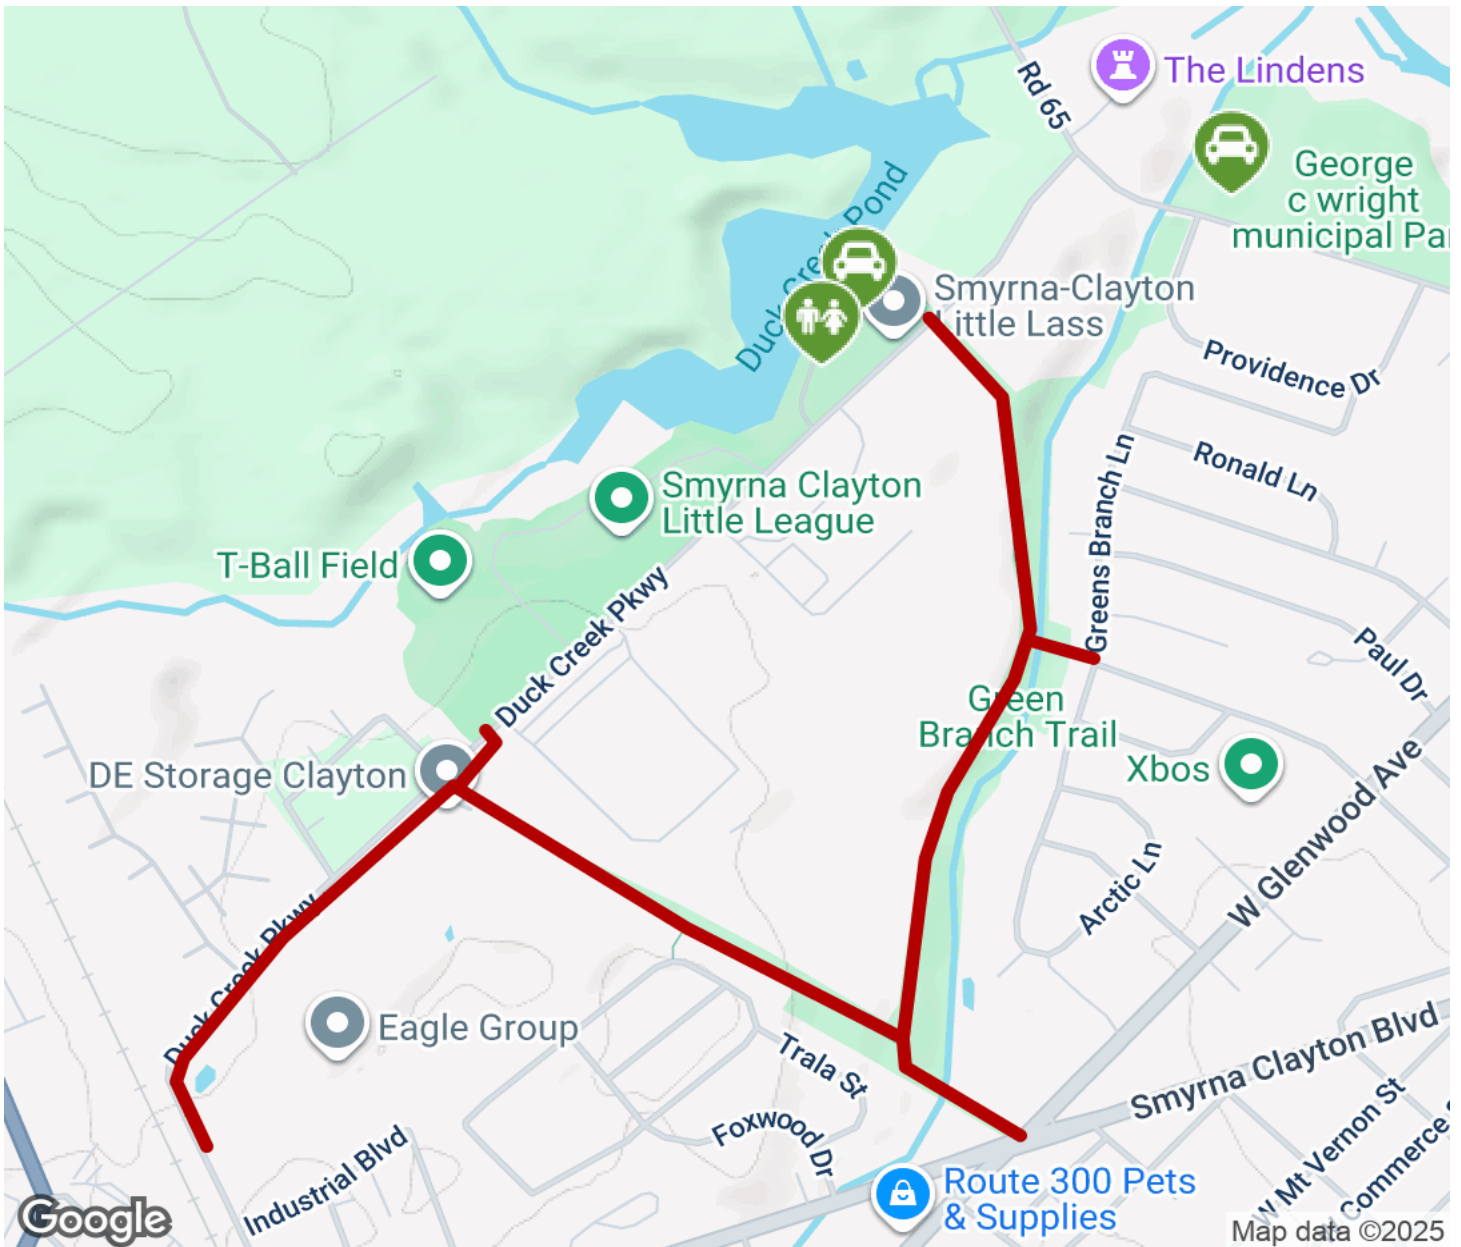 Rd 65
The Lindens
George
c wright
municipal Pa
Duck Creek Pond
Smyrna-Clayton
Little Lass
Providence Dr
Ronald Ln
Greens Branch Ln
Smyrna Clayton
Little League
T-Ball Field
Duck Creek Pkwy
Paul Dr
Green
Branch Trail
Xbos
DE Storage Clayton
W Glenwood Ave
Arctic Ln
Duck Creek Pkwy
Eagle Group
Trala St
Smyrna Clayton Blvd
Foxwood Dr
W Mt Vernon St
Commerce
Industrial Blvd
Route 300 Pets
& Supplies
Google
Map data ©2025